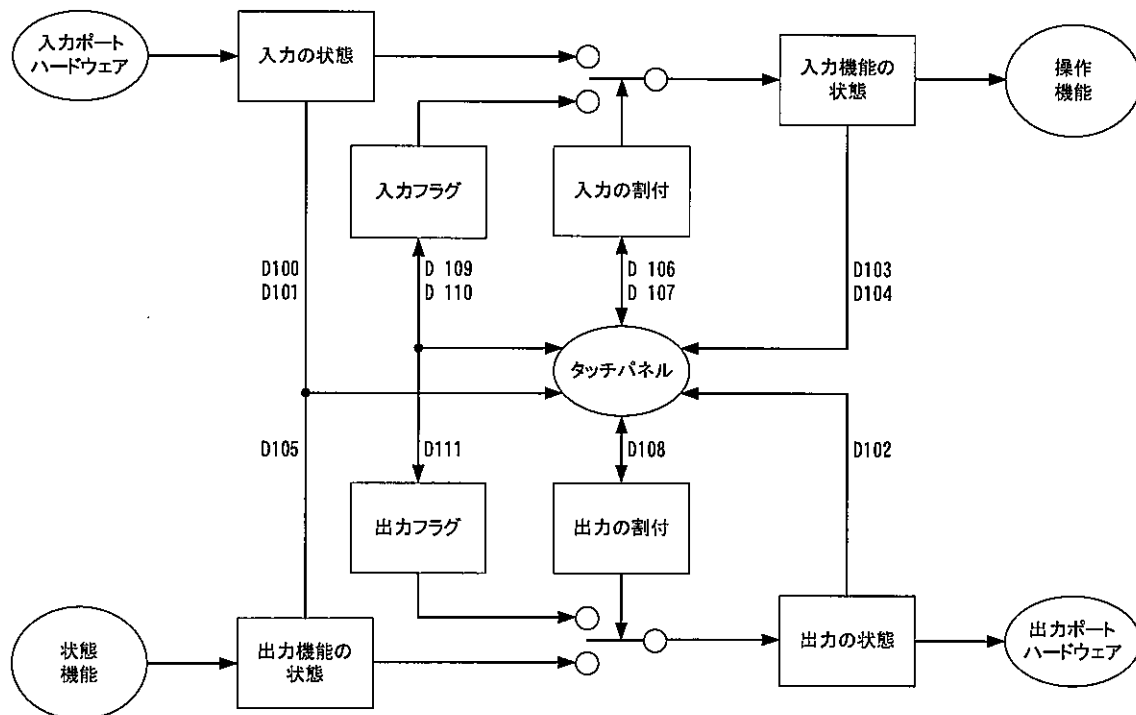 入力ポート
ハードウェア
入力の状態
入力機能の
状態
操作
機能
入力フラグ
入力の割付
D100
D101
D 109
D 110
D 106
D 107
D103
D104
タッチパネル
D105
D111
D108
D102
出力フラグ
出力の割付
状態
機能
出力機能の
状態
出力の状態
出力ポート
ハードウェア